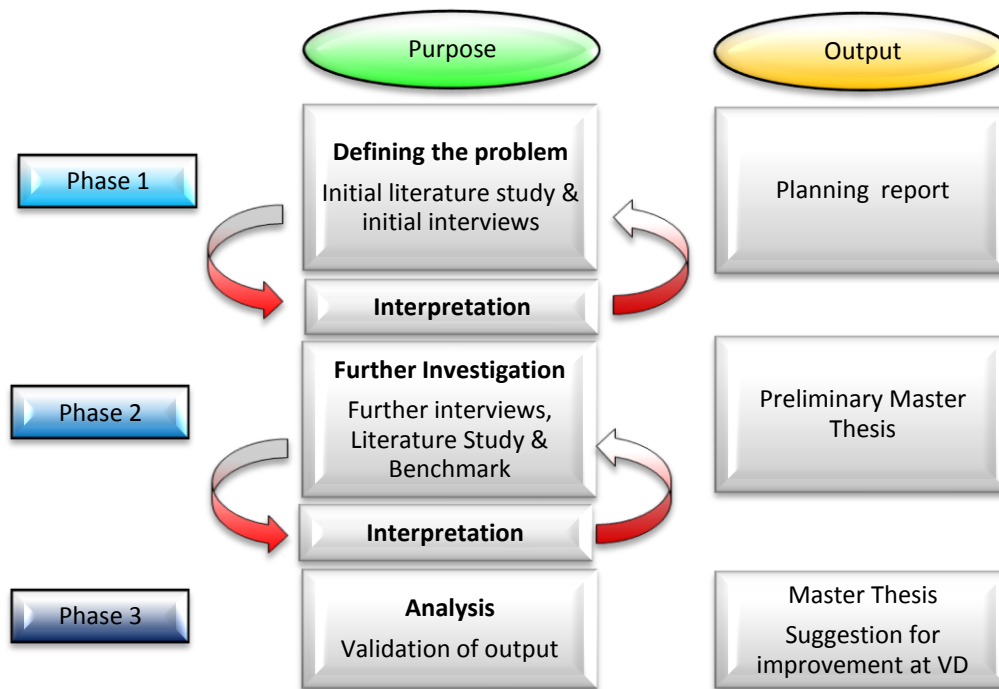 Purpose
Output
Phase 1
Defining the problem
Initial literature study &
initial interviews
Planning report
Interpretation
Phase 2
Further Investigation
Further interviews,
Literature Study &
Benchmark
Preliminary Master
Thesis
Interpretation
Phase 3
Analysis
Validation of output
Master Thesis
Suggestion for
improvement at VD